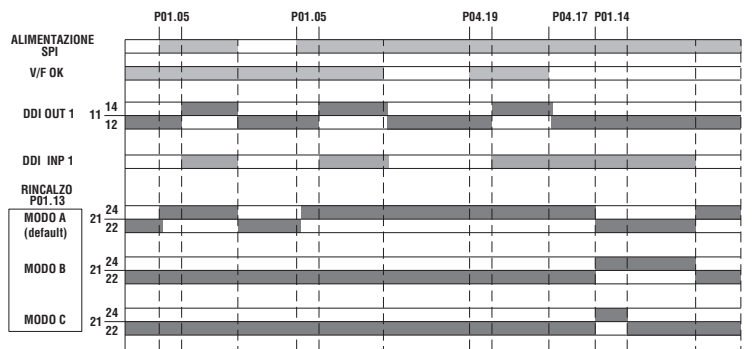 P01.05 P01.05 P04.19 P04.17 P01.14
ALIMENTAZIONE
SPI
V/F OK
DDI OUT 1 11 14
12
DDI INP 1
RINCALZO
P01.13
MODO A
(default) 21 24
22
MODO B 21 24
22
MODO C 21 24
22